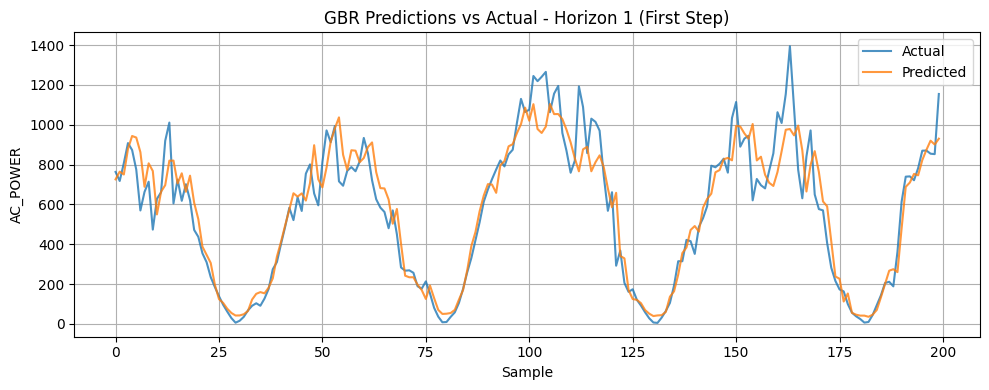 GBR Predictions vs Actual - Horizon 1 (First Step)
Actual
Predicted
AC_POWER
1400
1200
1000
800
600
400
200
0
0 25 50 75 100 125 150 175 200
Sample